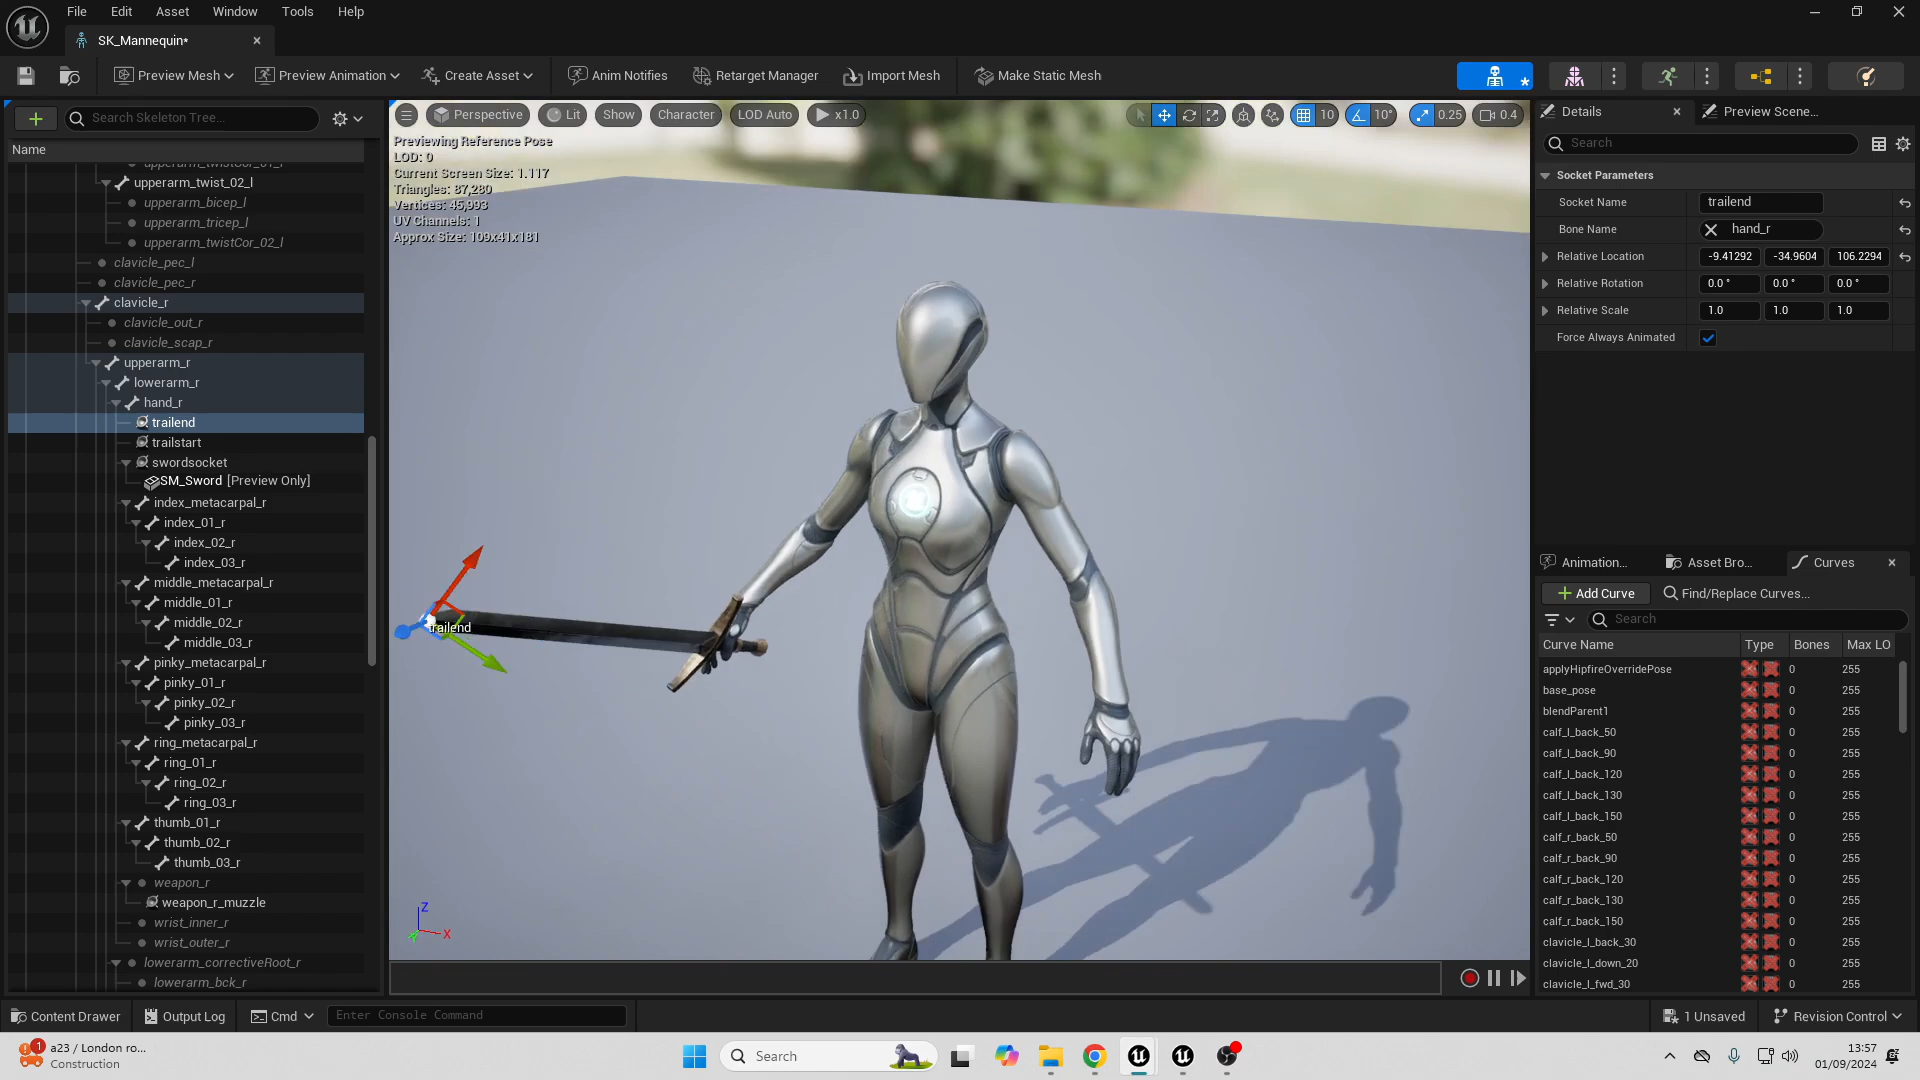 File Edit Asset Window Tools Help
SK_Mannequin*
Preview Mesh Preview Animation Create Asset Anim Notifies Retarget Manager Import Mesh Make Static Mesh
Search Skeleton Tree...
Name
upperarm_twistCor_01_l
upperarm_twist_02_l
upperarm_bicep_l
upperarm_tricep_l
upperarm_twistCor_02_l
clavicle_pec_l
clavicle_pec_r
clavicle_r
clavicle_out_r
clavicle_scap_r
upperarm_r
lowerarm_r
hand_r
trailend
trailstart
swordsocket
SM_Sword [Preview Only]
index_metacarpal_r
index_01_r
index_02_r
index_03_r
middle_metacarpal_r
middle_01_r
middle_02_r
middle_03_r
pinky_metacarpal_r
pinky_01_r
pinky_02_r
pinky_03_r
ring_metacarpal_r
ring_01_r
ring_02_r
ring_03_r
thumb_01_r
thumb_02_r
thumb_03_r
weapon_r
weapon_r_muzzle
wrist_inner_r
wrist_outer_r
lowerarm_correctiveRoot_r
lowerarm_bck_r
Perspective Lit Show Character LOD Auto x1.0 10 10° 0.25 0.4
Previewing Reference Pose
LOD: 0
Current Screen Size: 1.117
Triangles: 87,280
Vertices: 45,993
UV Channels: 1
Approx Size: 109x41x181
trailend
Z
X
Details Preview Scene...
Search
Socket Parameters
Socket Name trailend
Bone Name hand_r
Relative Location -9.41292 -34.9604 106.2294
Relative Rotation 0.0° 0.0° 0.0°
Relative Scale 1.0 1.0 1.0
Force Always Animated
Animation... Asset Bro... Curves
Add Curve Find/Replace Curves...
Search
Curve Name Type Bones Max LO
applyHipfireOverridePose 0 255
base_pose 0 255
blendParent1 0 255
calf_l_back_50 0 255
calf_l_back_90 0 255
calf_l_back_120 0 255
calf_l_back_130 0 255
calf_l_back_150 0 255
calf_r_back_50 0 255
calf_r_back_90 0 255
calf_r_back_120 0 255
calf_r_back_130 0 255
calf_r_back_150 0 255
clavicle_l_back_30 0 255
clavicle_l_down_20 0 255
clavicle_l_fwd_30 0 255
Content Drawer Output Log Cmd Enter Console Command 1 Unsaved Revision Control
1
a23 / London ro...
Construction
Search
13:57
01/09/2024